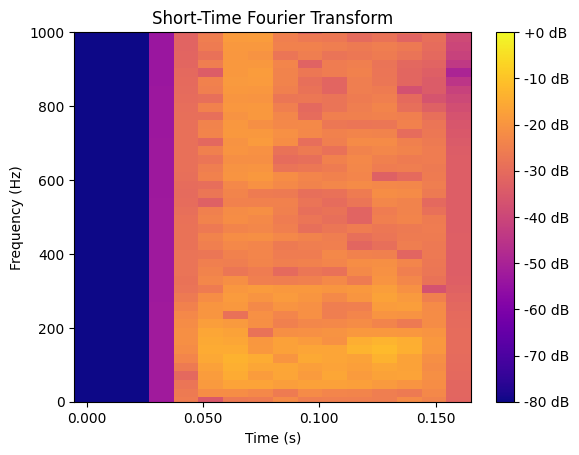 Short-Time Fourier Transform
Frequency (Hz)
1000
800
600
400
200
0
0.000
0.050
0.100
0.150
Time (s)
+0 dB
-10 dB
-20 dB
-30 dB
-40 dB
-50 dB
-60 dB
-70 dB
-80 dB